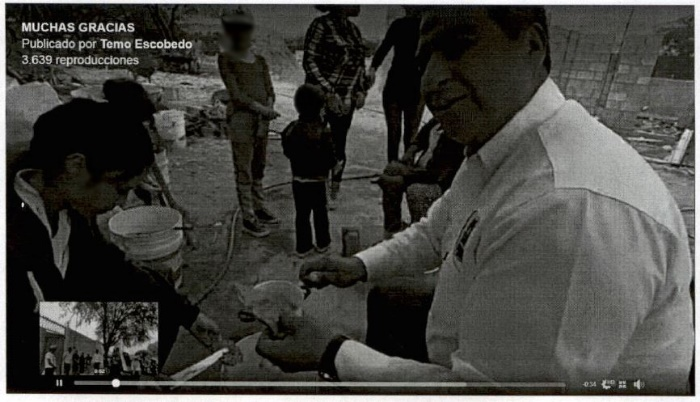 MUCHAS GRACIAS
Publicado por Temo Escobedo
3.639 reproducciones
-0:34